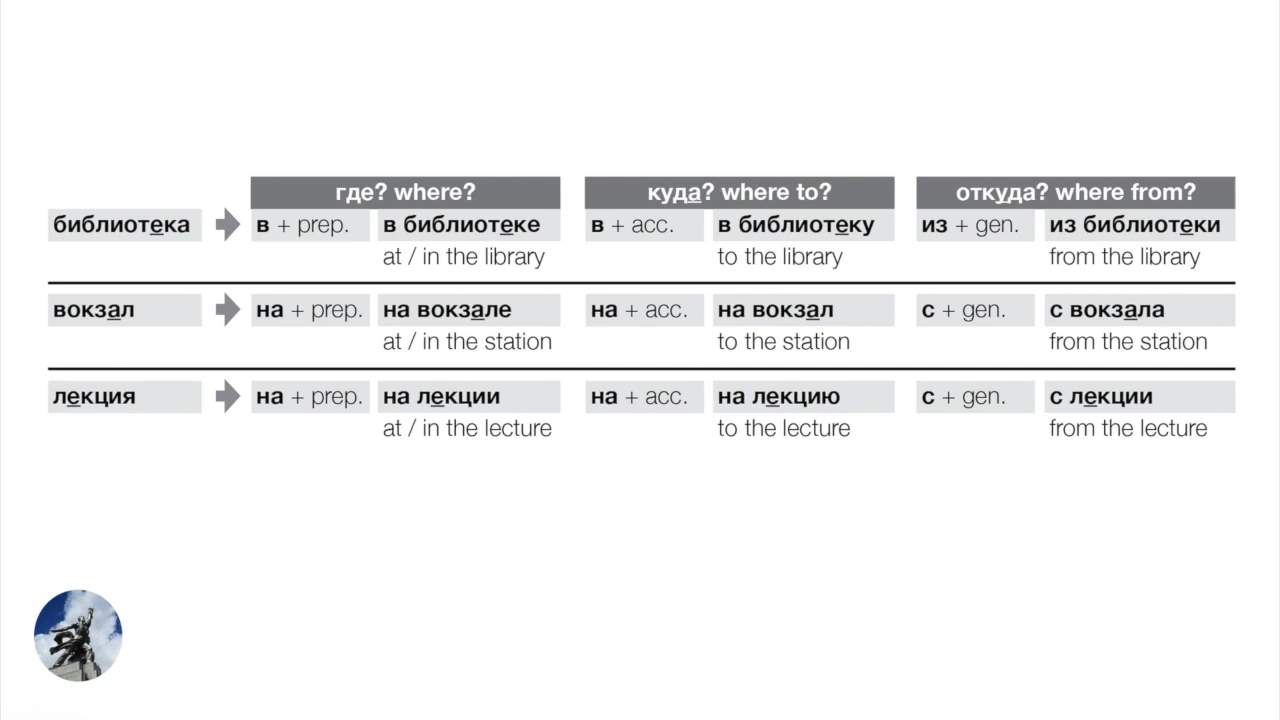 где? where? куда? where to? откуда? where from?
библиотека в + prep. в библиотеке в + acc. в библиотеку из + gen. из библиотеки
at / in the library to the library from the library
вокзал на + prep. на вокзале на + acc. на вокзал с + gen. с вокзала
at / in the station to the station from the station
лекция на + prep. на лекции на + acc. на лекцию с + gen. с лекции
at / in the lecture to the lecture from the lecture